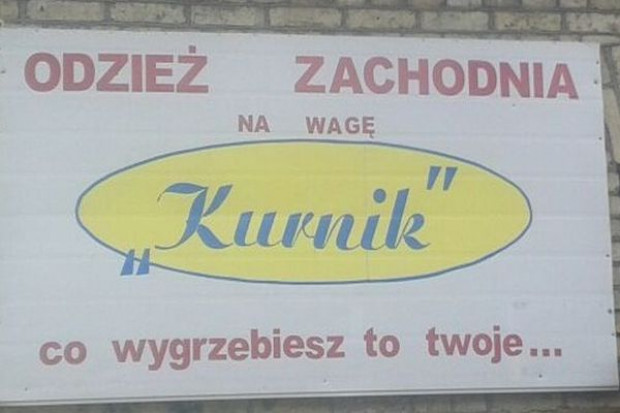 ODZIEŻ ZACHODNIA
NA WAGĘ
„Kurnik"
co wygrzebiesz to twoje...